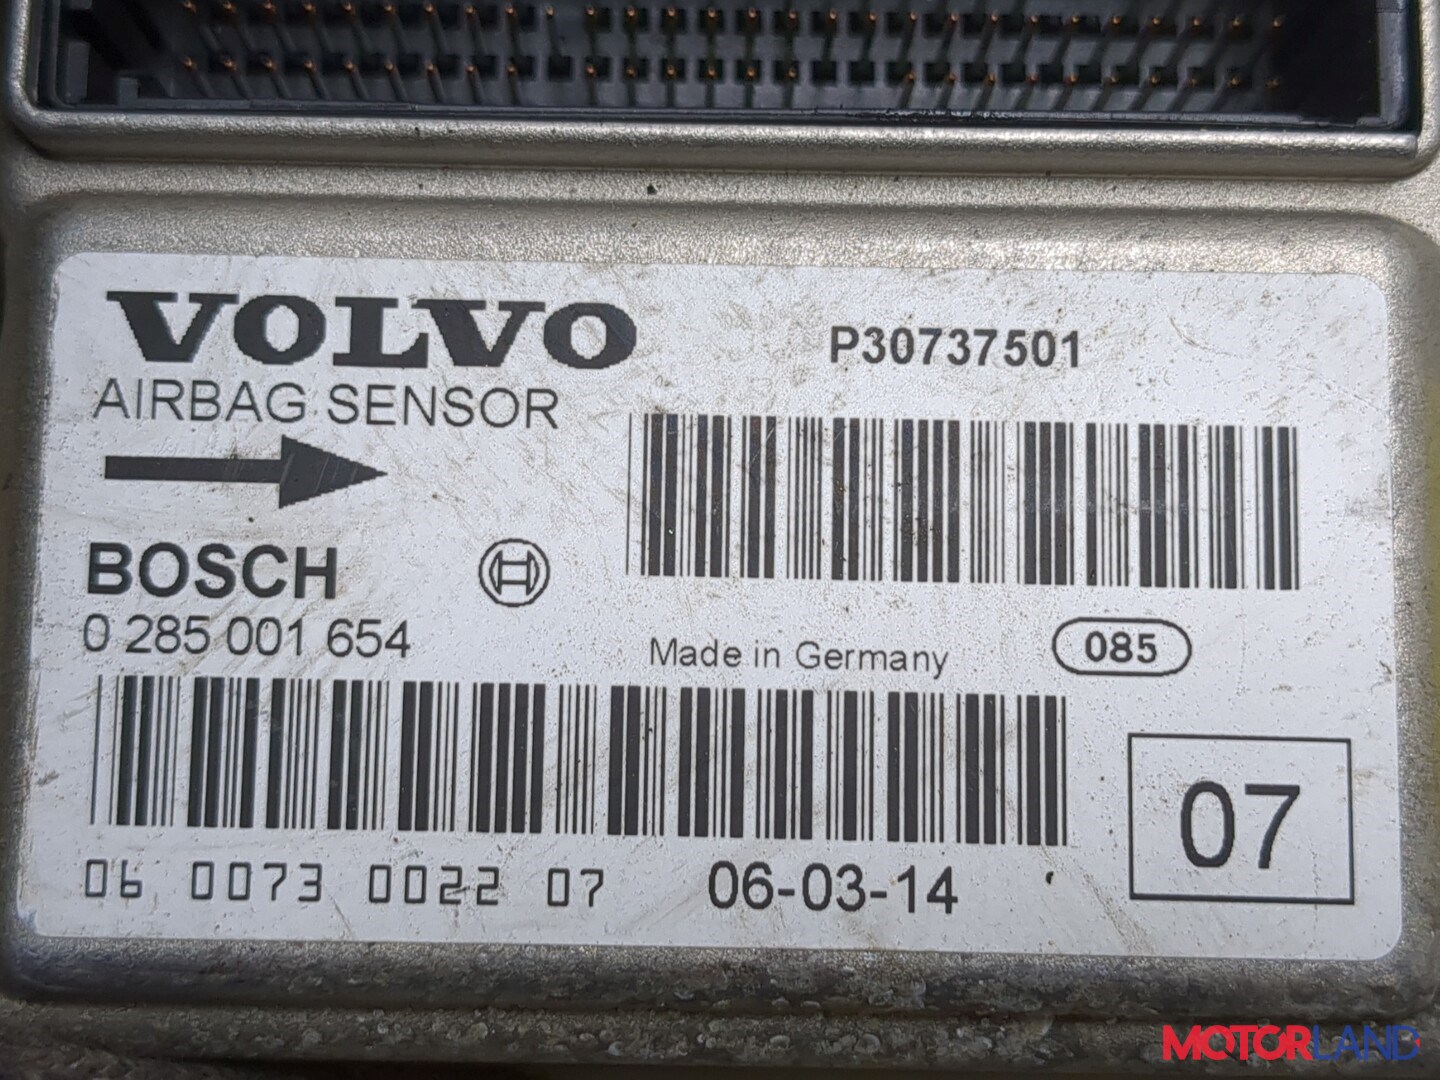 VOLVO
P30737501
AIRBAG SENSOR
BOSCH
0 285 001 654
Made in Germany
085
07
06 0073 0022 07
06-03-14
MOTORLAND